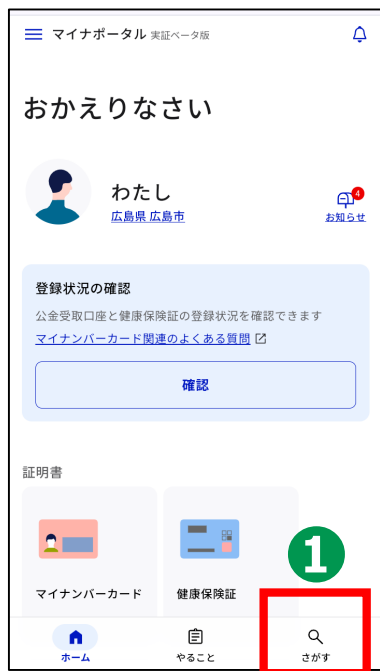 マイナポータル 実証ベータ版
おかえりなさい
わたし
広島県 広島市
4
お知らせ
登録状況の確認
公金受取口座と健康保険証の登録状況を確認できます
マイナンバーカード関連のよくある質問
確認
証明書
マイナンバーカード
健康保険証
1
ホーム
やること
さがす